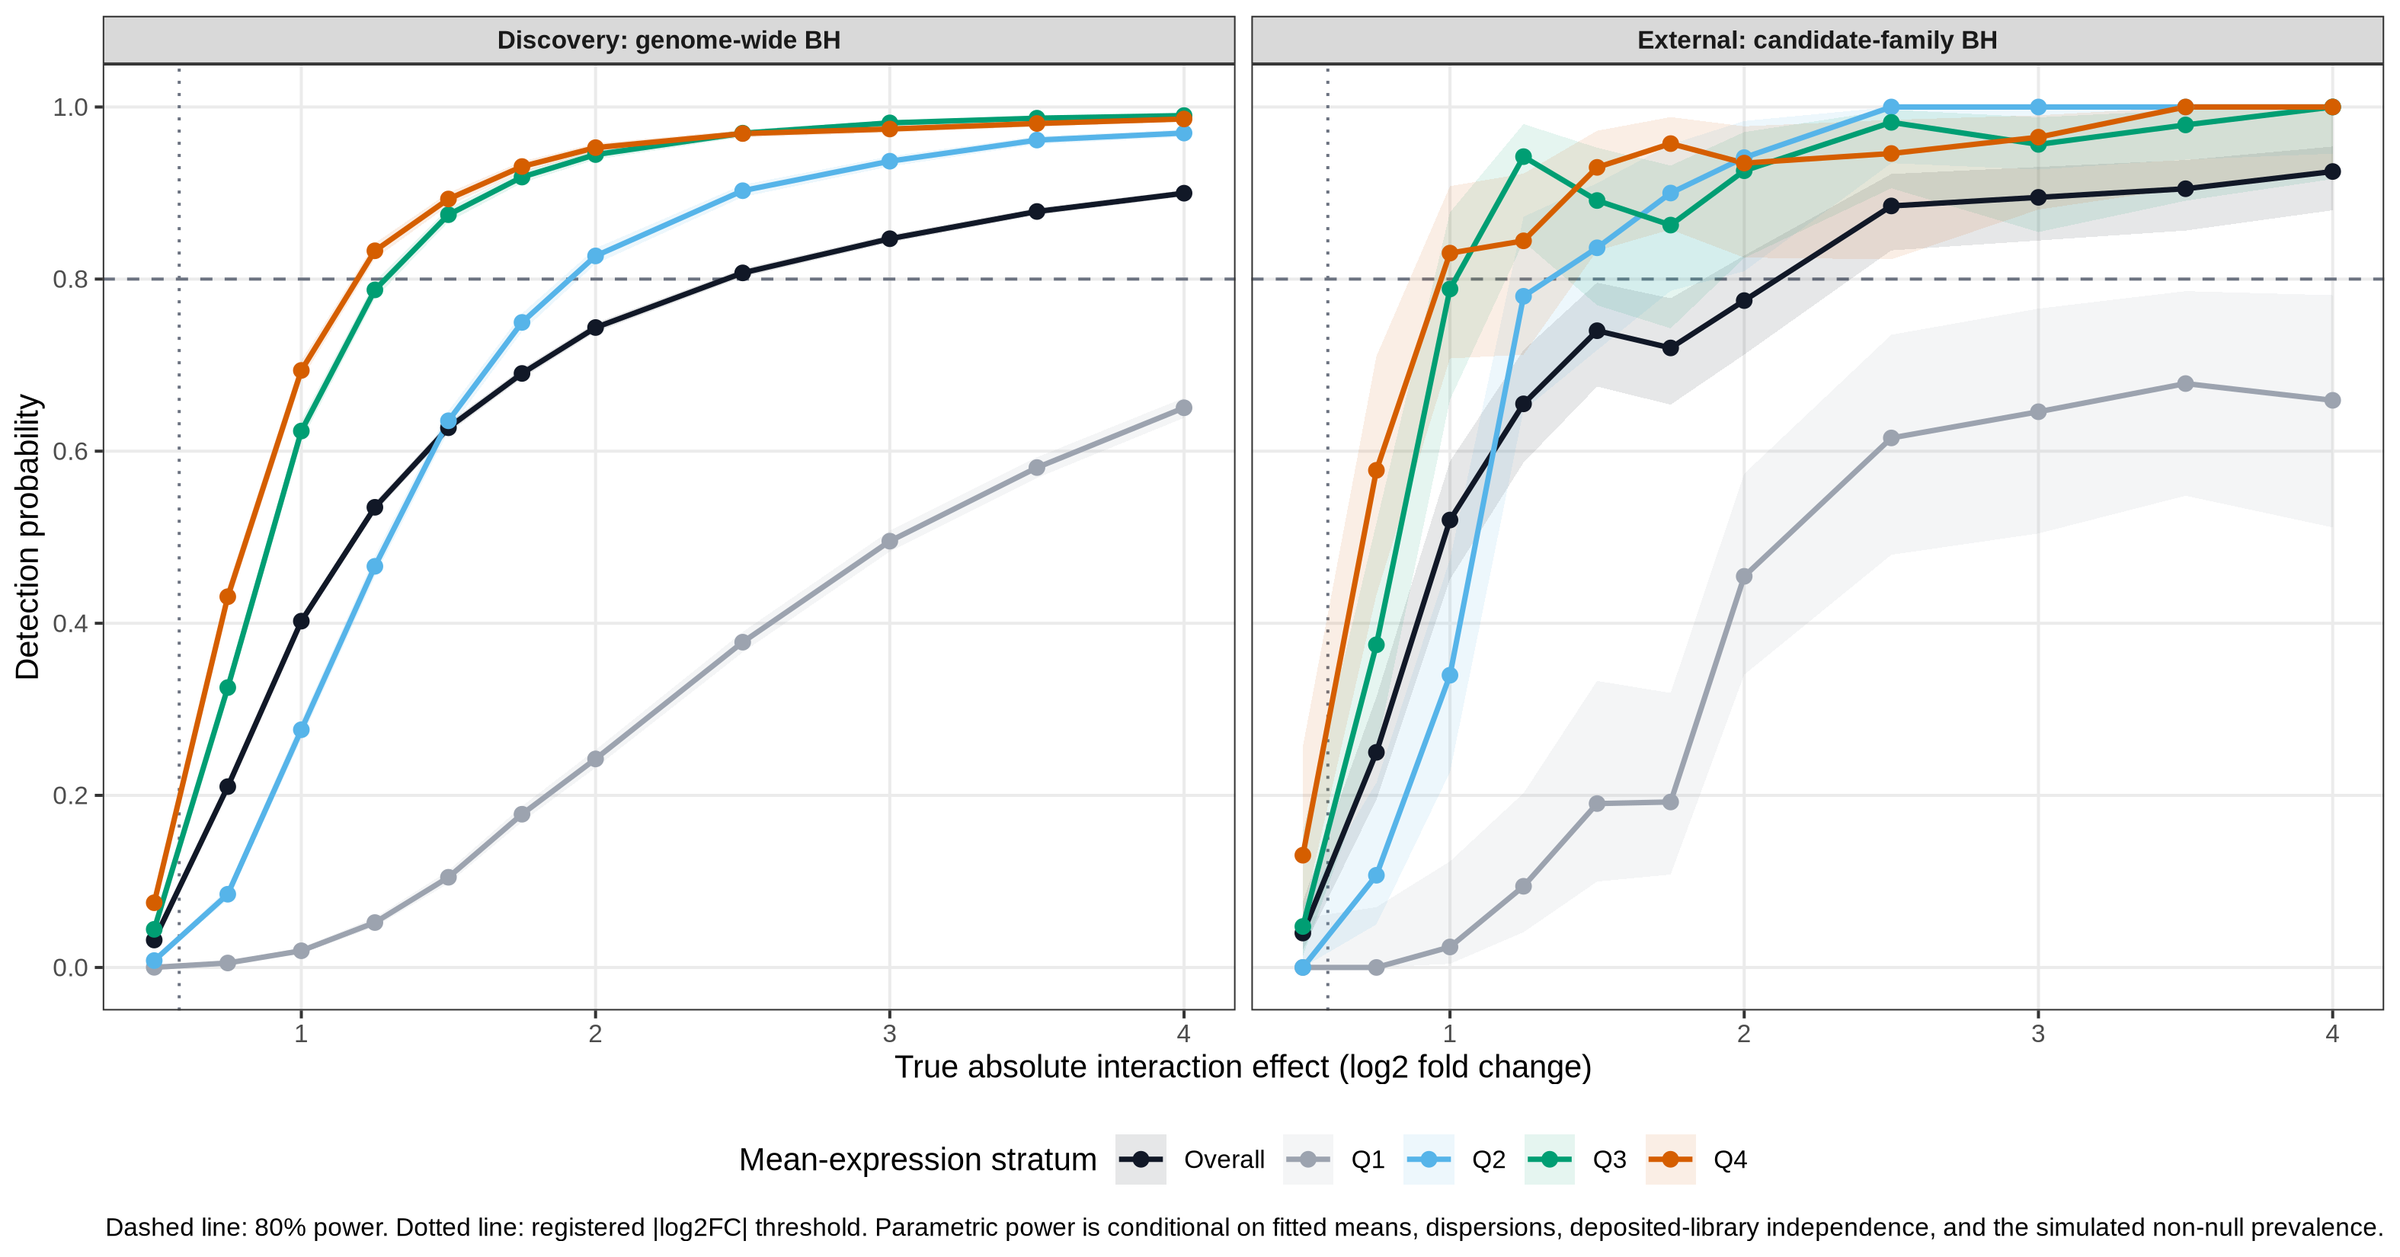 Discovery: genome-wide BH
External: candidate-family BH
Detection probability
1.0
0.8
0.6
0.4
0.2
0.0
1 2 3 4
1 2 3 4
True absolute interaction effect (log2 fold change)
Mean-expression stratum Overall Q1 Q2 Q3 Q4
Dashed line: 80% power. Dotted line: registered |log2FC| threshold. Parametric power is conditional on fitted means, dispersions, deposited-library independence, and the simulated non-null prevalence.